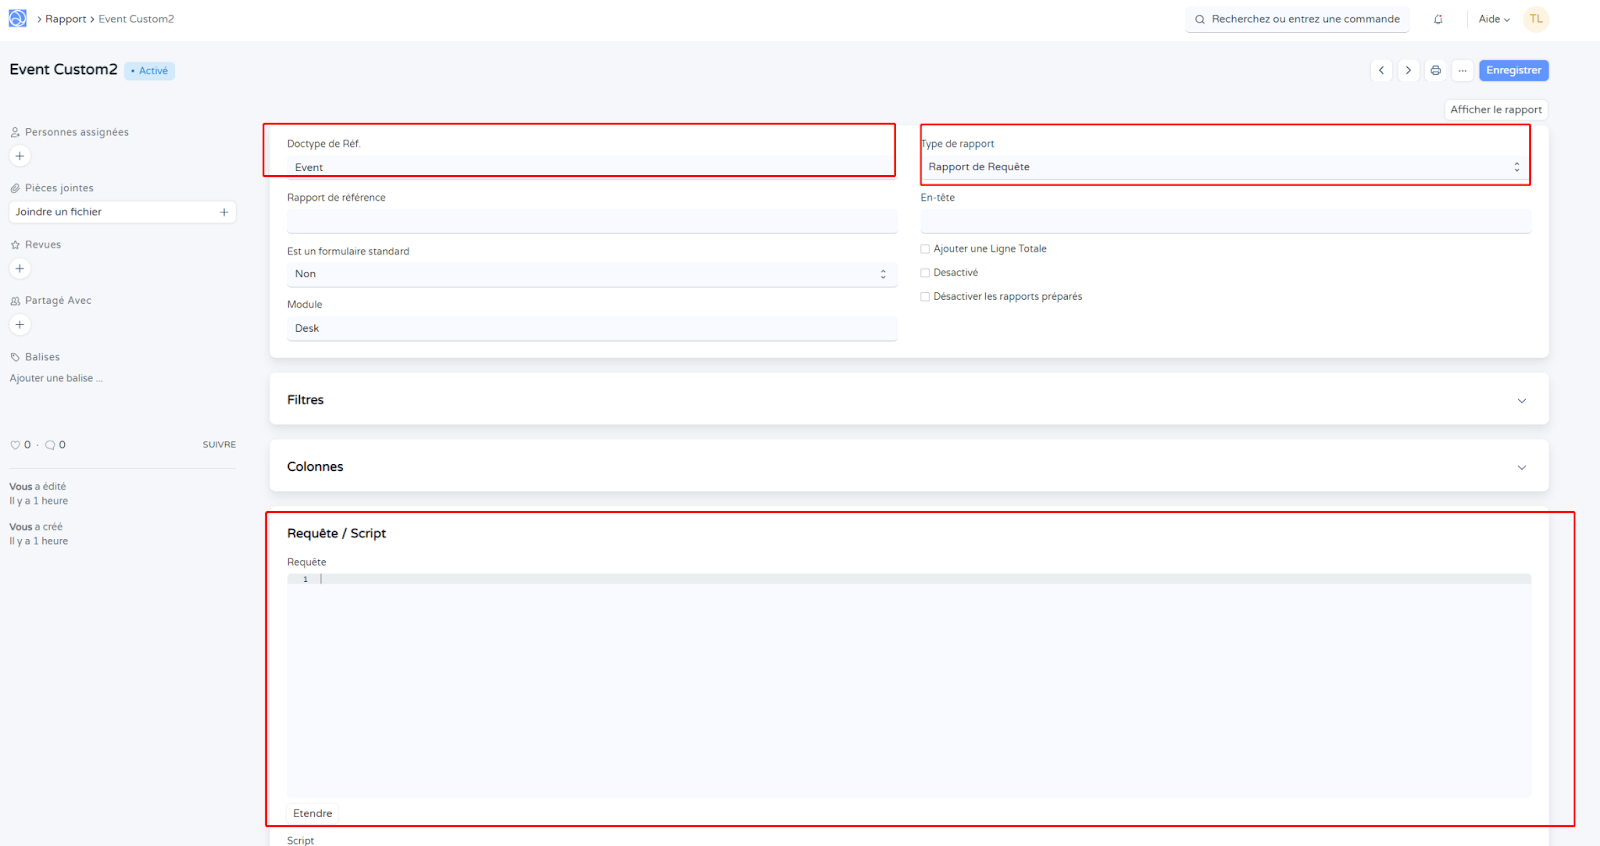 Rapport Event Custom2
Recherchez ou entrez une commande
Aide
TL
Event Custom2
Activé
Enregistrer
Afficher le rapport
Personnes assignées
Pièces jointes
Joindre un fichier
Revues
Partagé Avec
Balises
Ajouter une balise ...
0 · 0
SUIVRE
Vous a édité
Il y a 1 heure
Vous a créé
Il y a 1 heure
Doctype de Réf.
Event
Type de rapport
Rapport de Requête
Rapport de référence
En-tête
Est un formulaire standard
Non
Ajouter une Ligne Totale
Desactivé
Désactiver les rapports préparés
Module
Desk
Filtres
Colonnes
Requête / Script
Requête
1
Etendre
Script